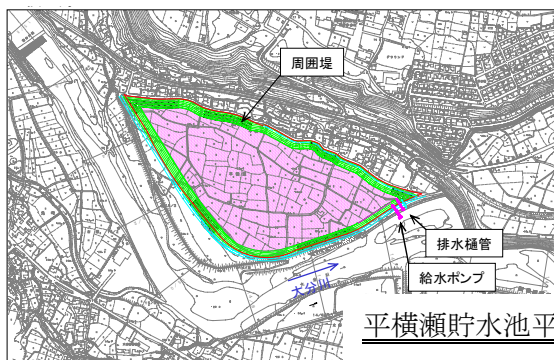 周囲堤
排水樋管
給水ポンプ
大分川
平横瀬貯水池平